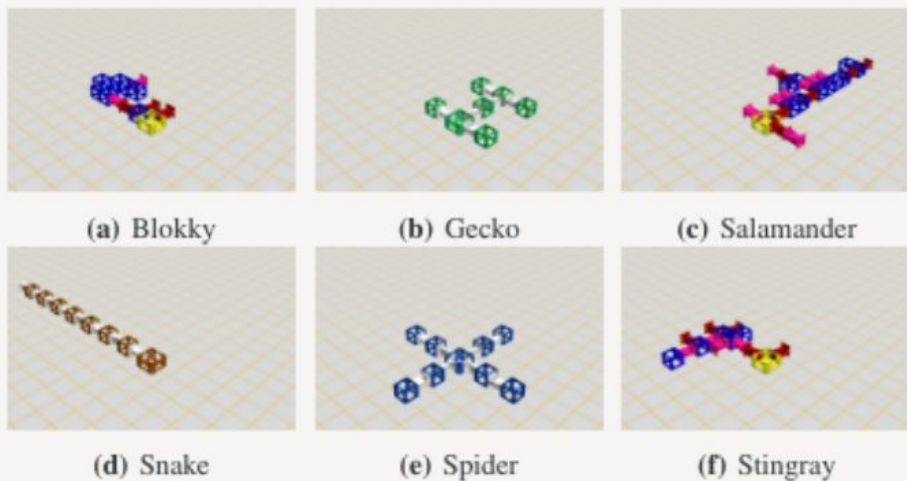 (a) Blokky
(b) Gecko
(c) Salamander
(d) Snake
(e) Spider
(f) Stingray